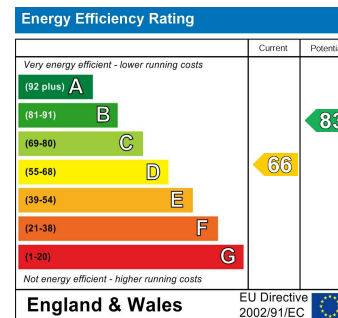 Energy Efficiency Rating
Current
Very energy efficient - lower running costs
(92 plus) A
(81-91) B
83
(69-80) C
(55-68) D
66
(39-54) E
(21-38) F
(1-20) G
Not energy efficient - higher running costs
England & Wales
EU Directive
2002/91/EC